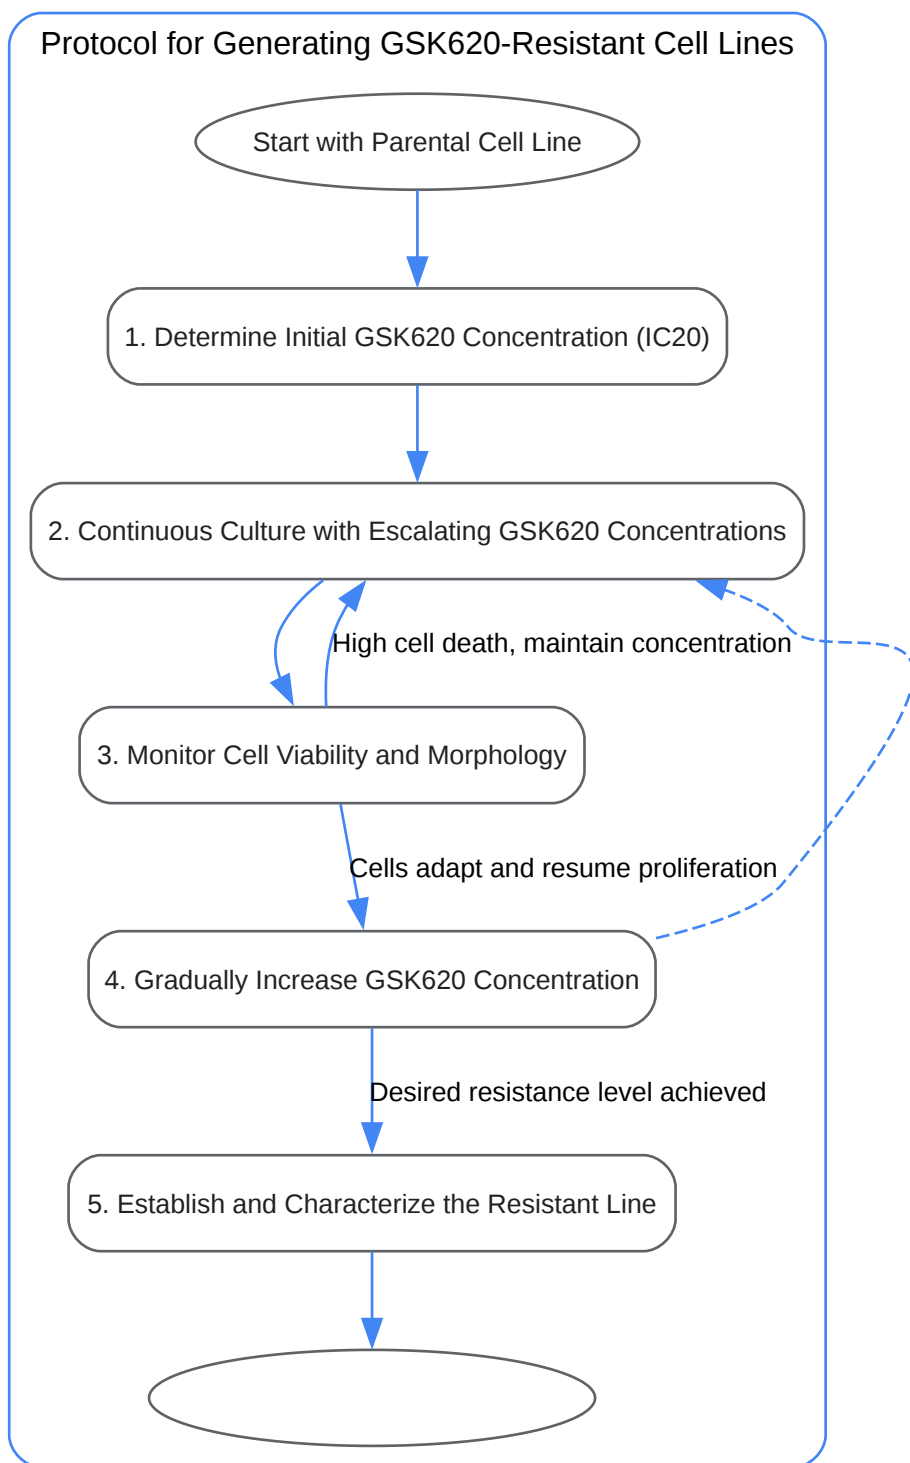 Protocol for Generating GSK620-Resistant Cell Lines
Start with Parental Cell Line
1. Determine Initial GSK620 Concentration (IC20)
2. Continuous Culture with Escalating GSK620 Concentrations
High cell death, maintain concentration
3. Monitor Cell Viability and Morphology
Cells adapt and resume proliferation
4. Gradually Increase GSK620 Concentration
Desired resistance level achieved
5. Establish and Characterize the Resistant Line